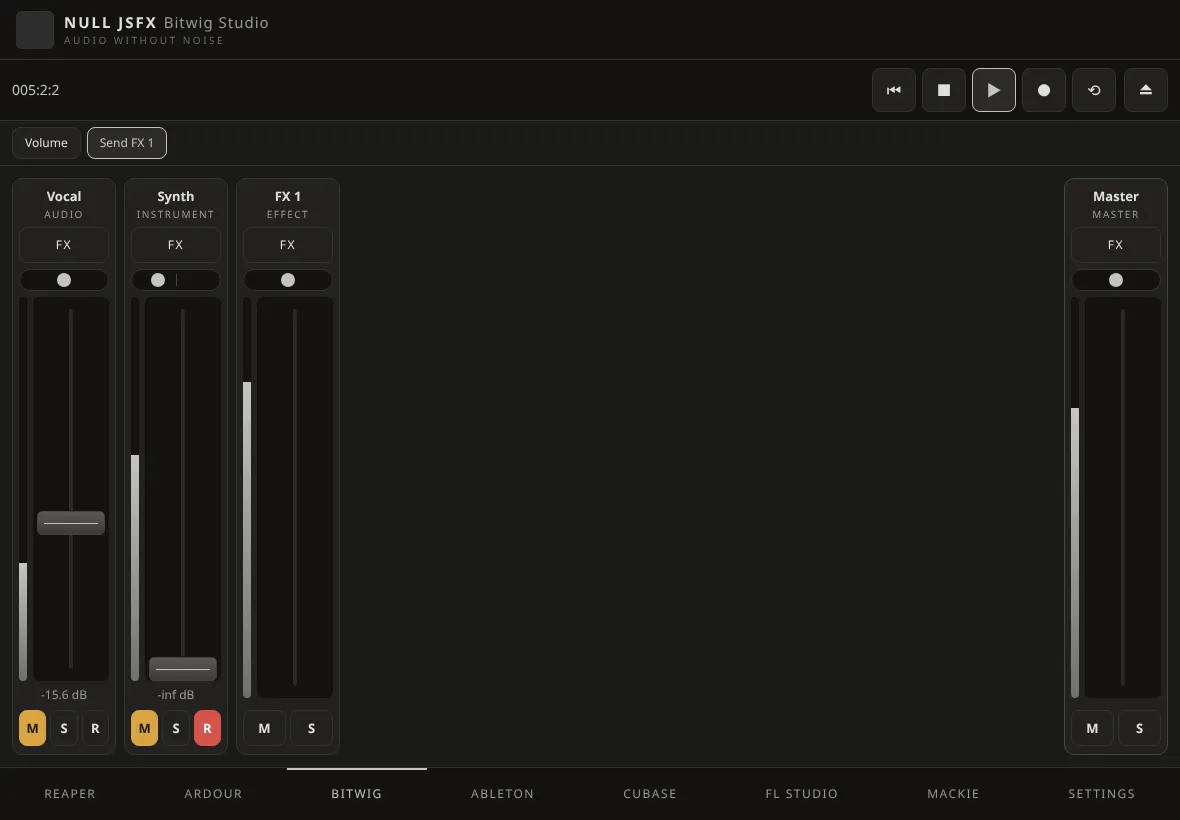 NULL JSFX Bitwig Studio
AUDIO WITHOUT NOISE
005:2:2
Volume Send FX 1
Vocal
AUDIO
FX
-15.6 dB
M S R
Synth
INSTRUMENT
FX
-inf dB
M S R
FX 1
EFFECT
FX
M S
Master
MASTER
FX
M S
REAPER ARDOUR BITWIG ABLETON CUBASE FL STUDIO MACKIE SETTINGS